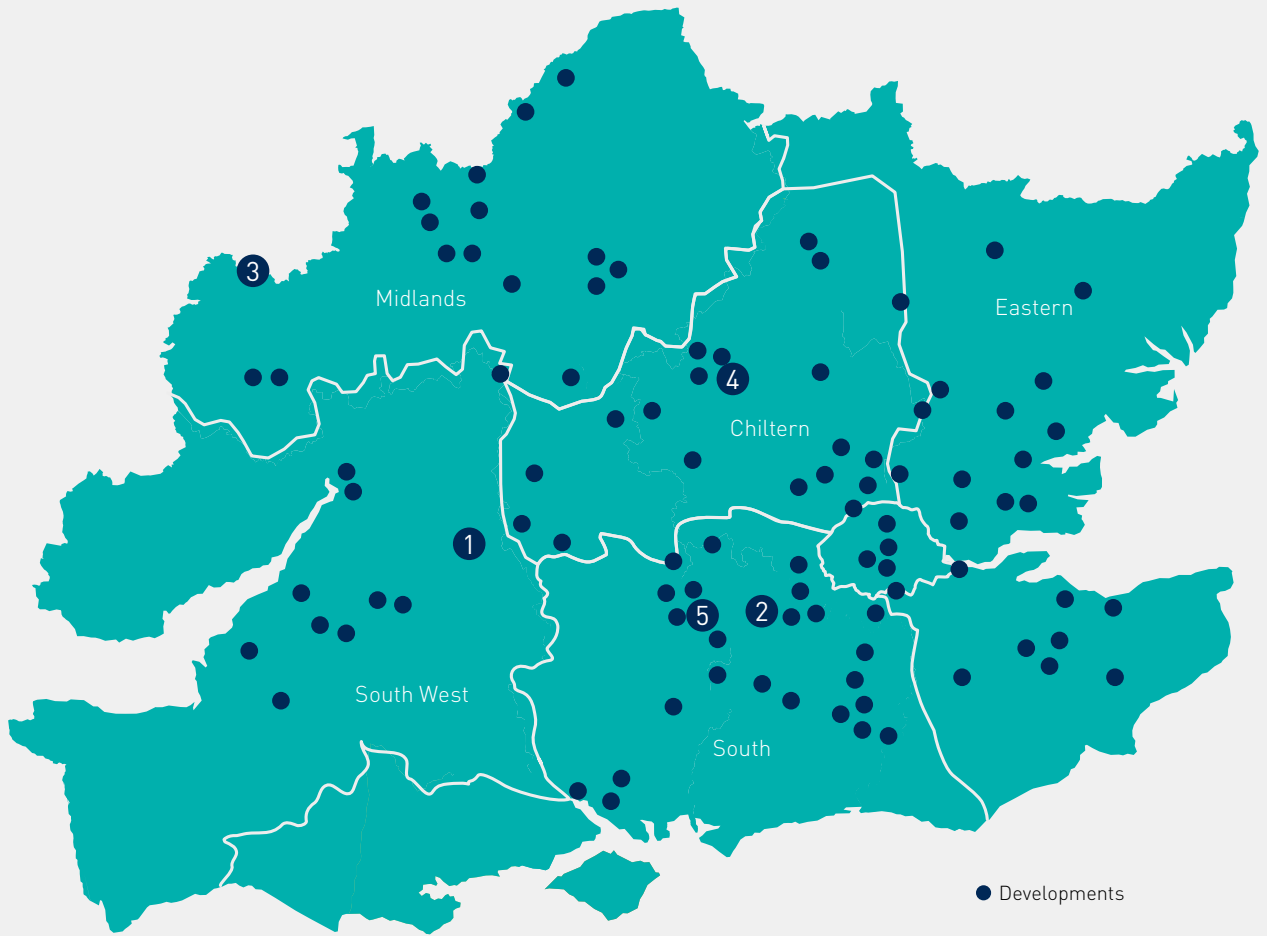 3
Midlands
Eastern
4
Chiltern
1
5
2
South West
South
Developments